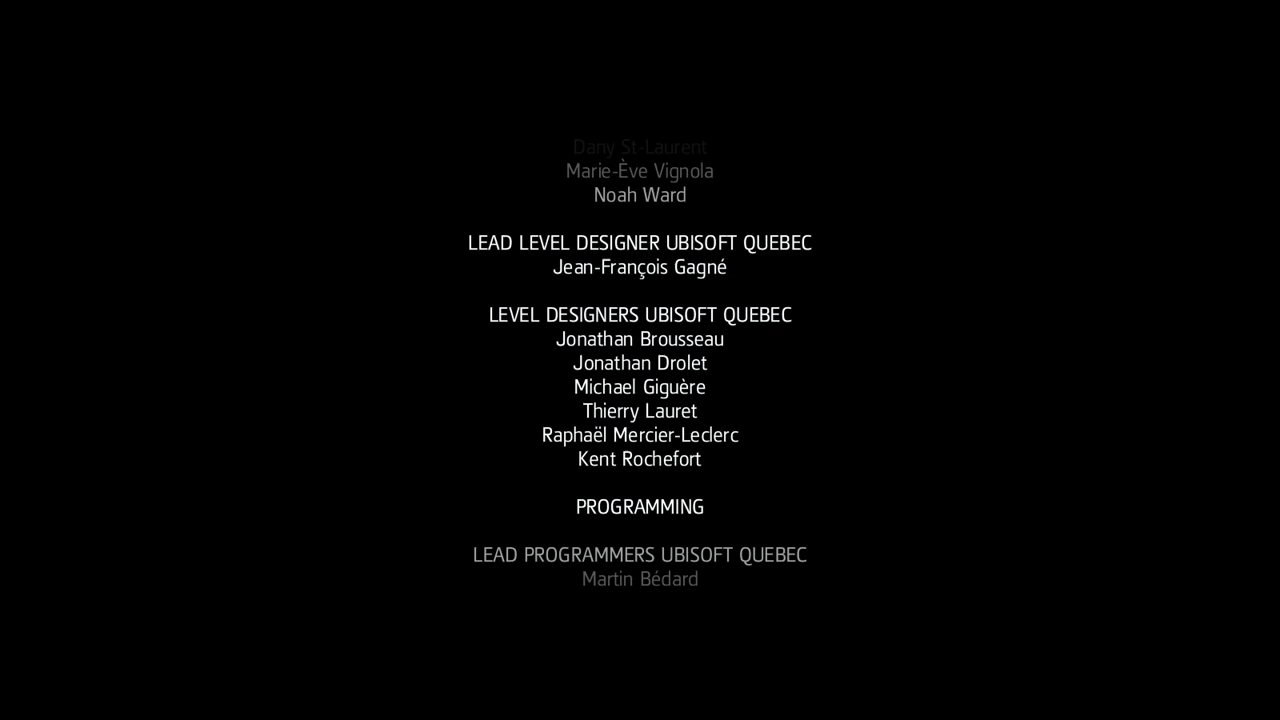 Dany St-Laurent
Marie-Ève Vignola
Noah Ward
LEAD LEVEL DESIGNER UBISOFT QUEBEC
Jean-François Gagné
LEVEL DESIGNERS UBISOFT QUEBEC
Jonathan Brousseau
Jonathan Drolet
Michael Giguère
Thierry Lauret
Raphaël Mercier-Leclerc
Kent Rochefort
PROGRAMMING
LEAD PROGRAMMERS UBISOFT QUEBEC
Martin Bédard